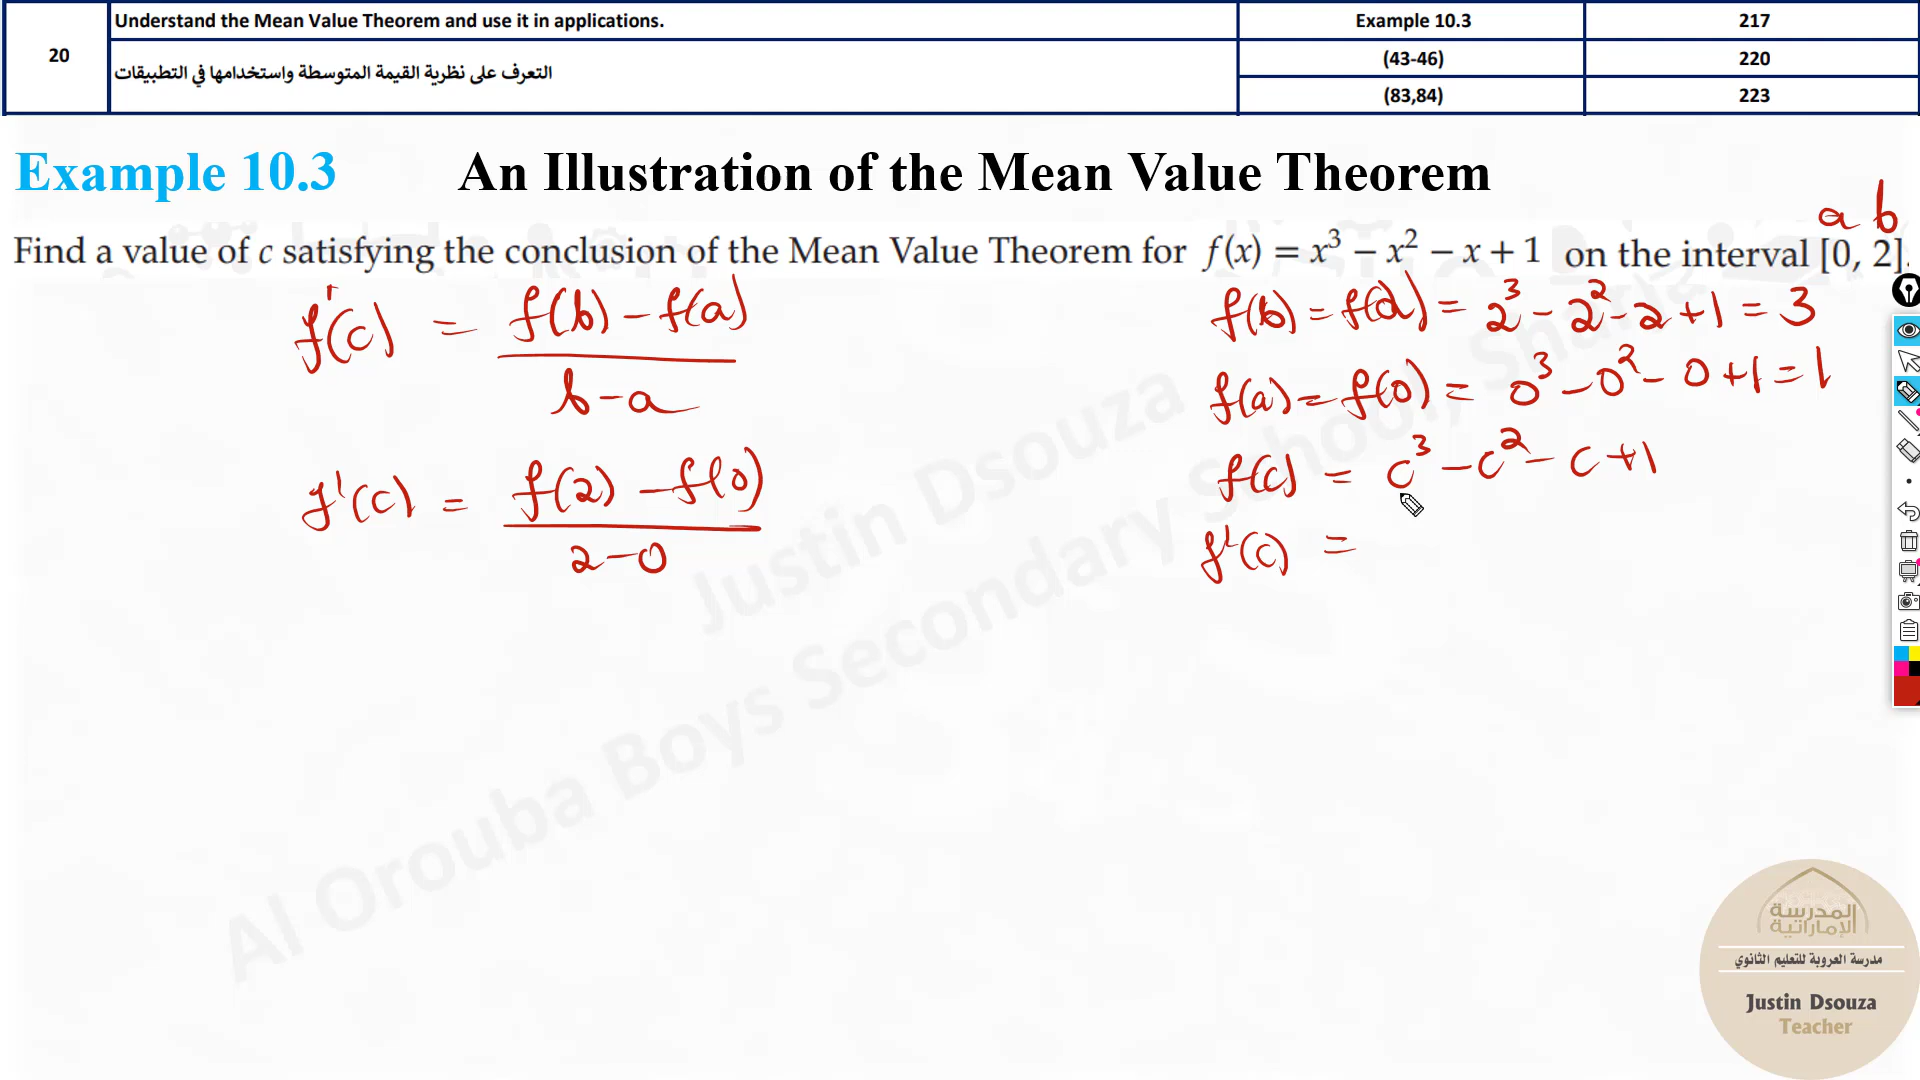 20
Understand the Mean Value Theorem and use it in applications.
Example 10.3
217
التعرف على نظرية القيمة المتوسطة واستخدامها في التطبيقات
(43-46)
220
(83,84)
223
Example 10.3 An Illustration of the Mean Value Theorem
a b
Find a value of c satisfying the conclusion of the Mean Value Theorem for f(x) = x³ − x² − x + 1 on the interval [0, 2].
f'(c) = f(b) − f(a) / b − a
f(b) = f(2) = 2³ − 2² − 2 + 1 = 3
f(a) = f(0) = 0³ − 0² − 0 + 1 = 1
f'(c) = f(2) − f(0) / 2 − 0
f(c) = c³ − c² − c + 1
f'(c) =
Justin Dsouza
Al Orouba Boys Secondary School, Sharjah
المدرسة
الإماراتية
مدرسة العروبة للتعليم الثانوي
Justin Dsouza
Teacher